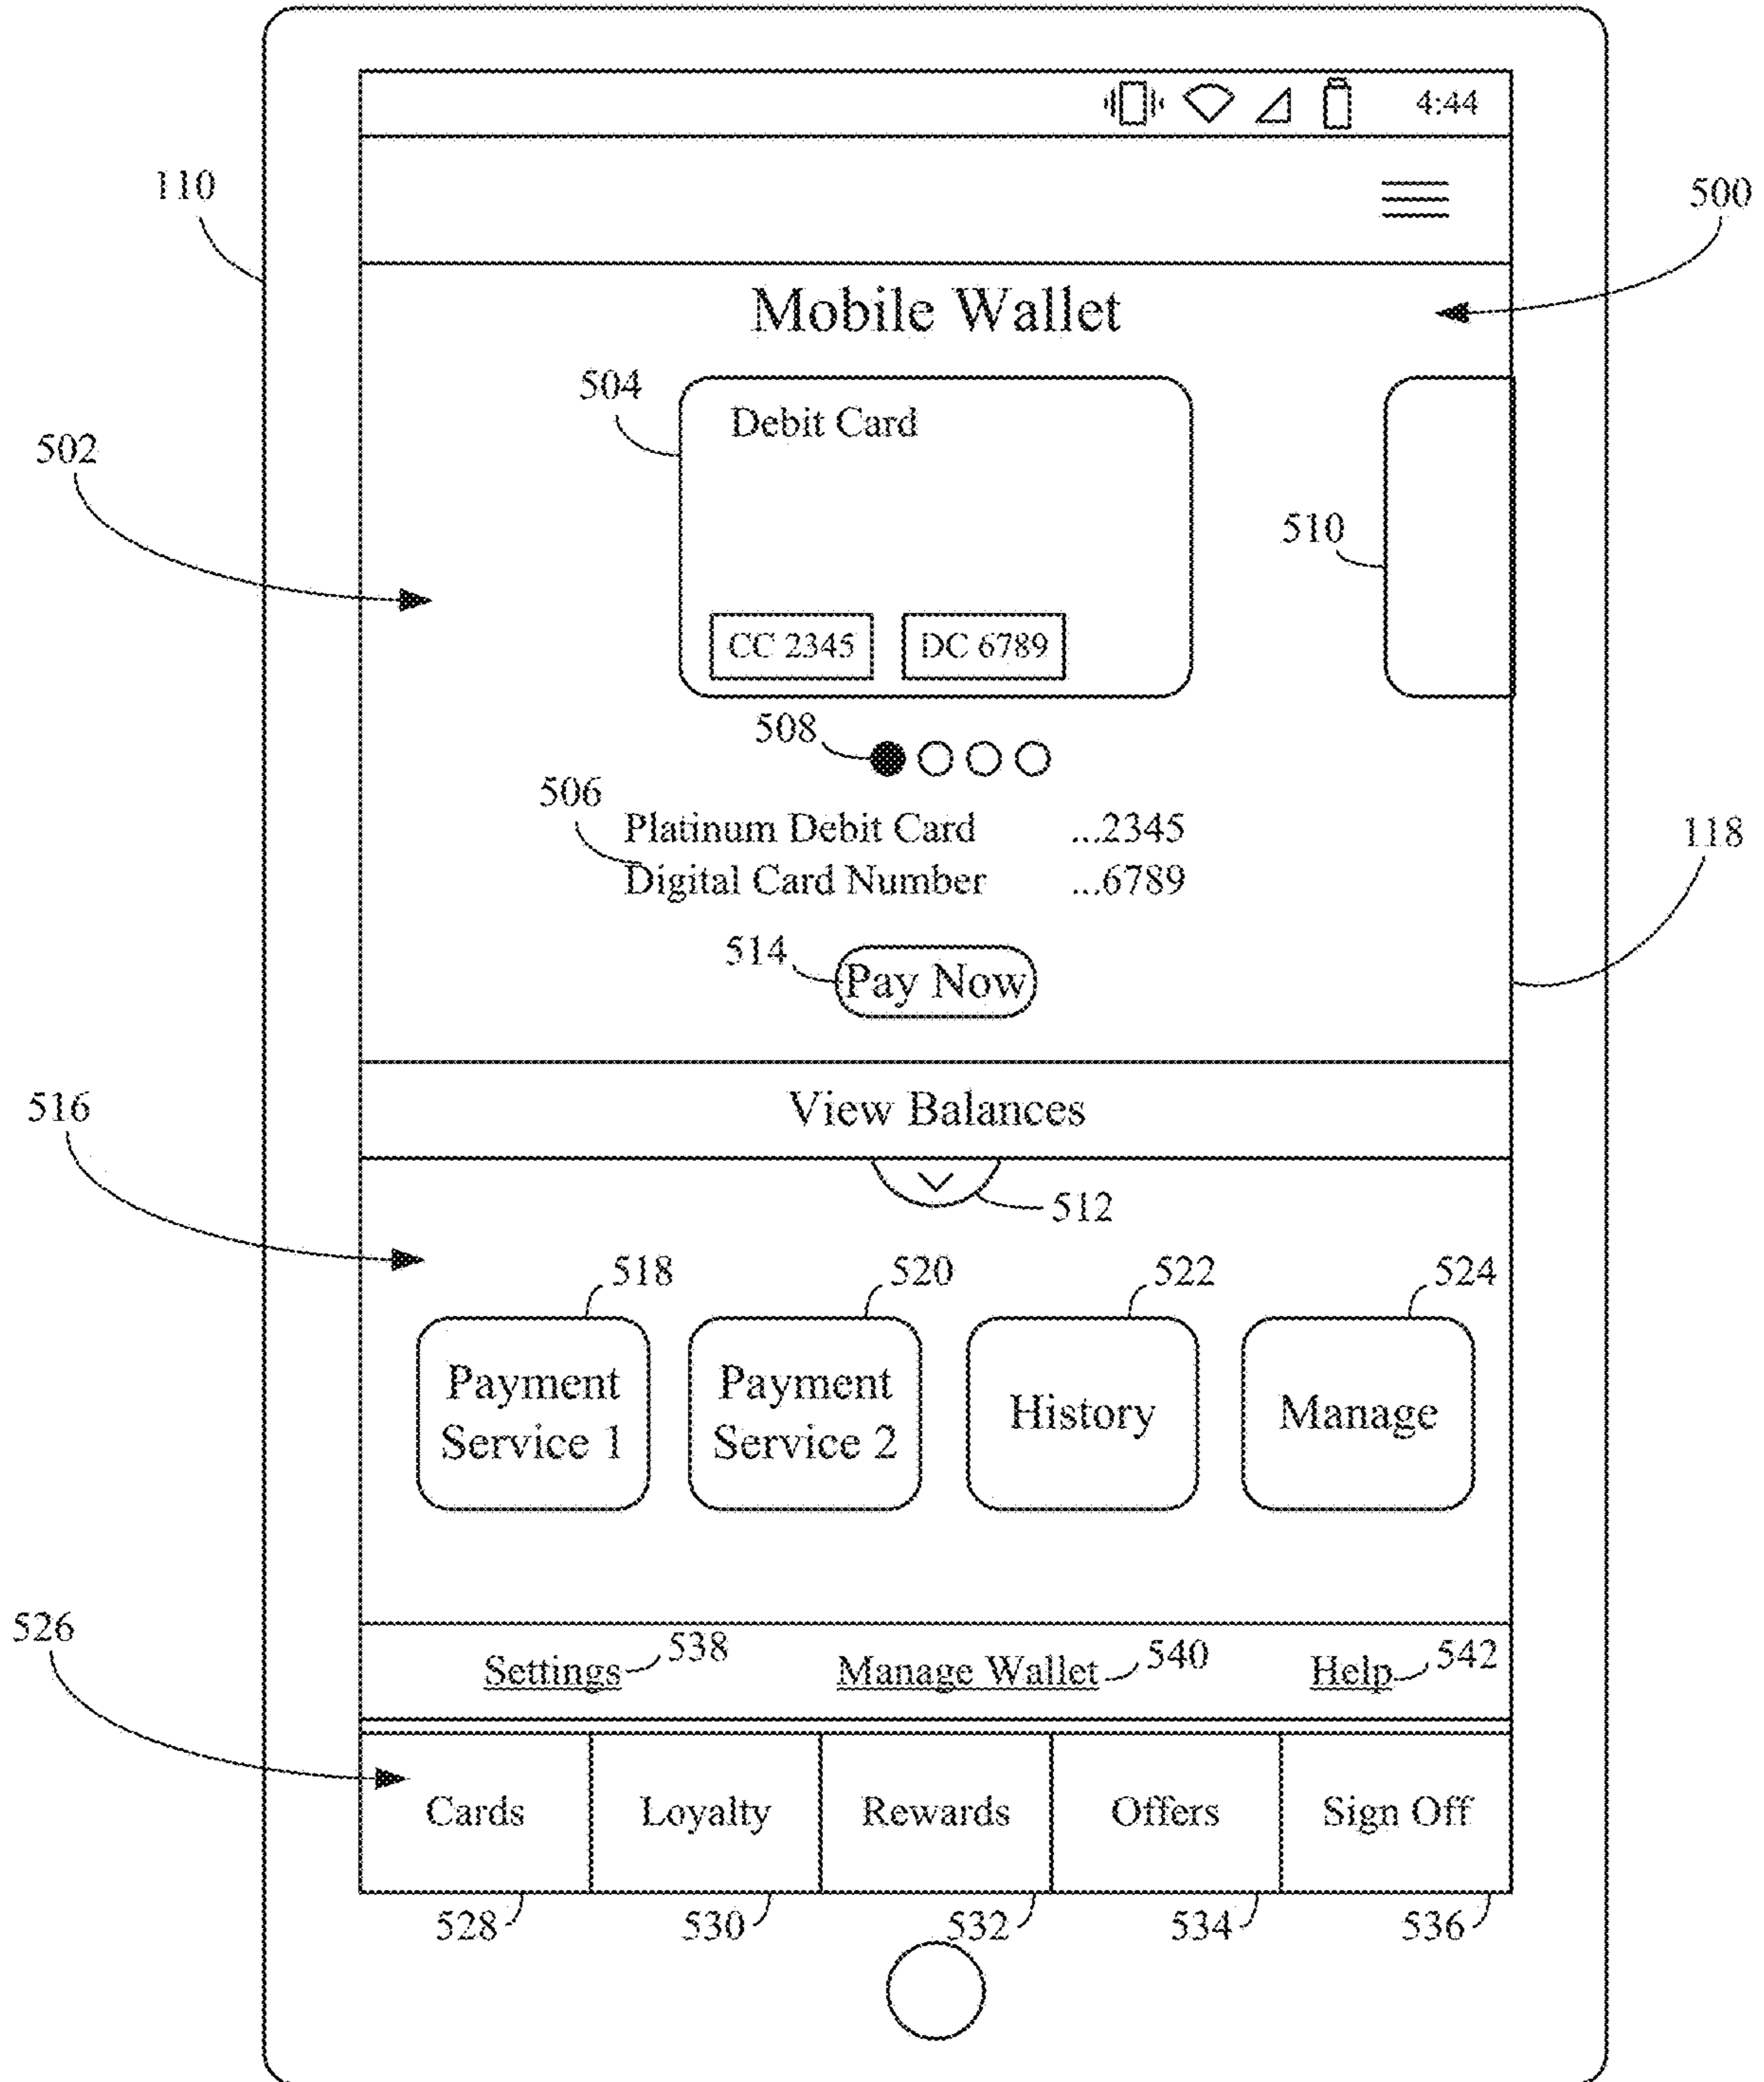 4:44
110
500
Mobile Wallet
504
Debit Card
502
510
CC 2345 DC 6789
508
506
Platinum Debit Card ...2345
118
Digital Card Number ...6789
514
Pay Now
View Balances
516
512
518 520 522 524
Payment Service 1
Payment Service 2
History
Manage
526
Settings 538 Manage Wallet 540 Help 542
Cards Loyalty Rewards Offers Sign Off
528 530 532 534 536